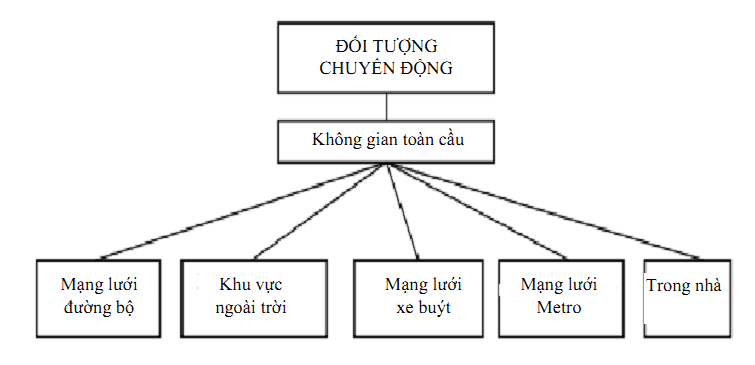 ĐỐI TƯỢNG
CHUYỂN ĐỘNG
Không gian toàn cầu
Mạng lưới
đường bộ
Khu vực
ngoài trời
Mạng lưới
xe buýt
Mạng lưới
Metro
Trong nhà